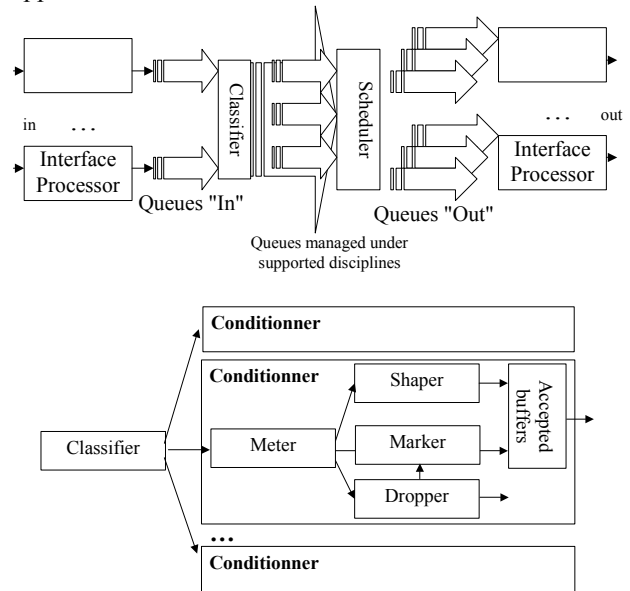 Classifier
Scheduler
in
...
...
out
Interface
Processor
Interface
Processor
Queues "In"
Queues "Out"
Queues managed under
supported disciplines
Conditionner
Conditionner
Shaper
Accepted
buffers
Classifier
Meter
Marker
Dropper
...
Conditionner